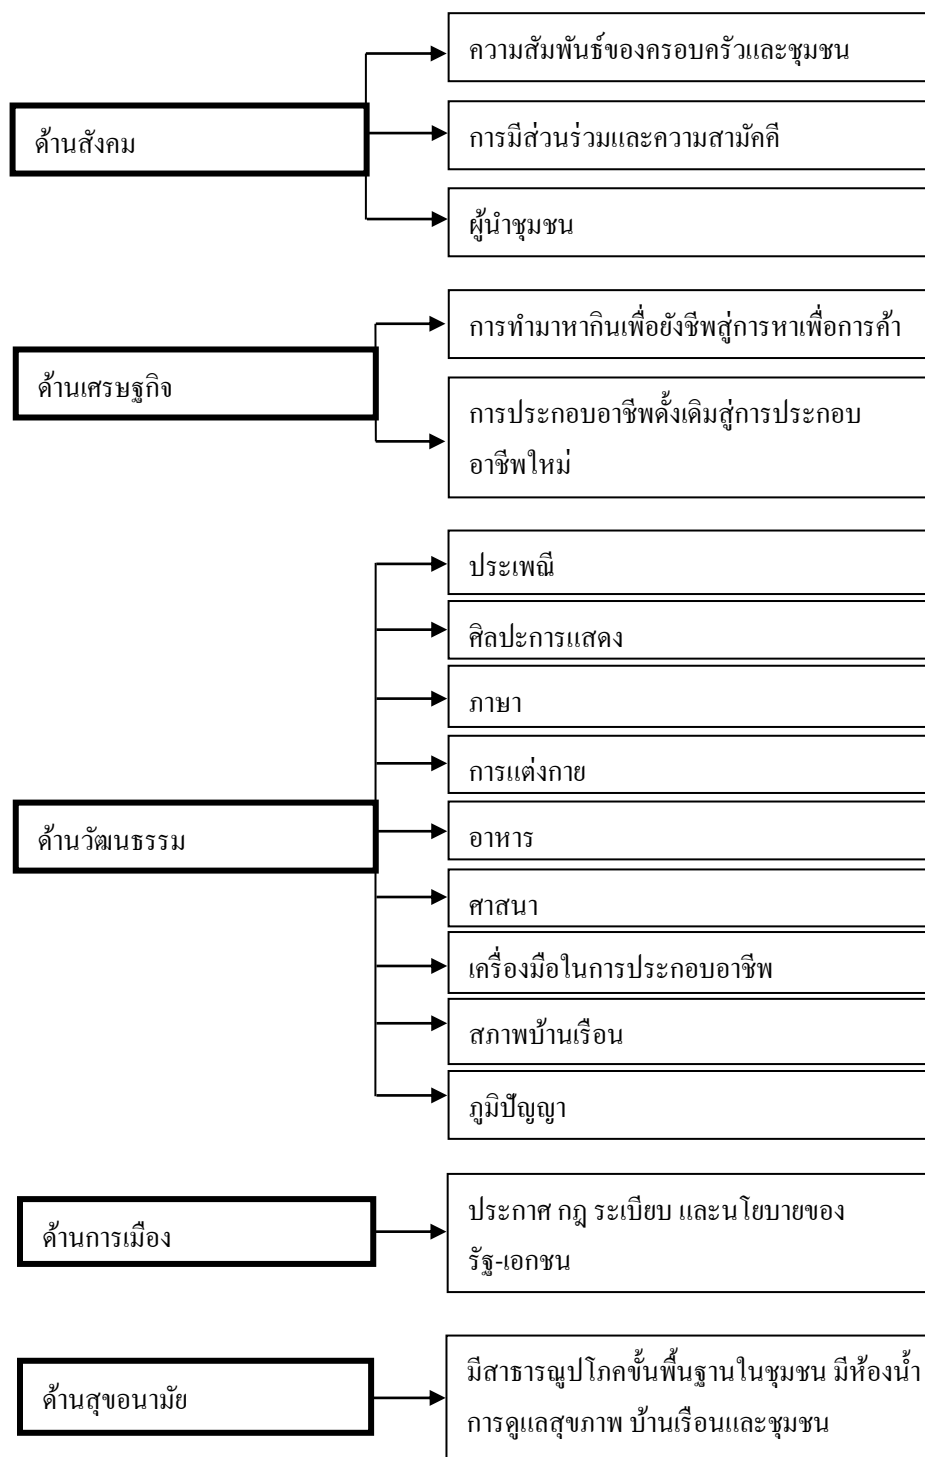 ด้านสังคม
ความสัมพันธ์ของครอบครัวและชุมชน
การมีส่วนร่วมและความสามัคคี
ผู้นำชุมชน
ด้านเศรษฐกิจ
การทำมาหากินเพื่อยังชีพสู่การหาเพื่อการค้า
การประกอบอาชีพดั้งเดิมสู่การประกอบ
อาชีพใหม่
ด้านวัฒนธรรม
ประเพณี
ศิลปะการแสดง
ภาษา
การแต่งกาย
อาหาร
ศาสนา
เครื่องมือในการประกอบอาชีพ
สภาพบ้านเรือน
ภูมิปัญญา
ด้านการเมือง
ประกาศ กฎ ระเบียบ และนโยบายของ
รัฐ-เอกชน
ด้านสุขอนามัย
มีสาธารณูปโภคขั้นพื้นฐานในชุมชน มีห้องน้ำ
การดูแลสุขภาพ บ้านเรือนและชุมชน